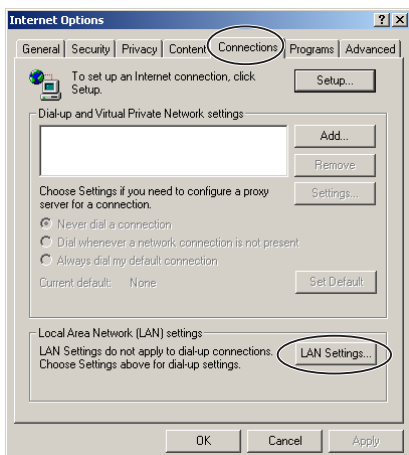 Internet Options
General Security Privacy Content Connections Programs Advanced
To set up an Internet connection, click
Setup.
Setup...
Dial-up and Virtual Private Network settings
Add...
Remove
Choose Settings if you need to configure a proxy
server for a connection.
Settings...
Never dial a connection
Dial whenever a network connection is not present
Always dial my default connection
Current default: None
Set Default
Local Area Network (LAN) settings
LAN Settings do not apply to dial-up connections.
Choose Settings above for dial-up settings.
LAN Settings...
OK Cancel Apply